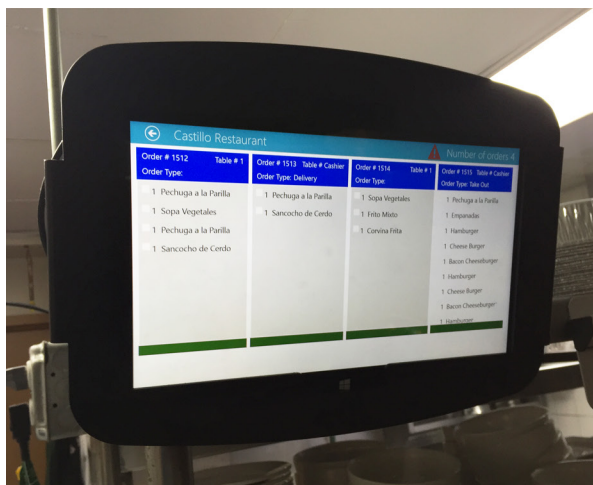 Castillo Restaurant
Number of orders 4
Order # 1512 Table # 1
Order Type:
1 Pechuga a la Parilla
1 Sopa Vegetales
1 Pechuga a la Parilla
1 Sancocho de Cerdo
Order # 1513 Table # Cashier
Order Type: Delivery
1 Pechuga a la Parilla
1 Sancocho de Cerdo
Order # 1514 Table # 1
Order Type:
1 Sopa Vegetales
1 Frito Mixto
1 Corvina Frita
Order # 1515 Table # Cashier
Order Type: Take Out
1 Pechuga a la Parilla
1 Empanadas
1 Hamburger
1 Cheese Burger
1 Bacon Cheeseburger
1 Hamburger
1 Cheese Burger
1 Bacon Cheeseburger
1 Hamburger